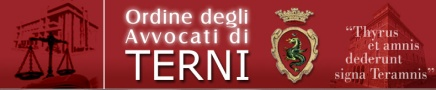 Ordine degli
Avvocati di
TERNI
“Thyrus
et amnis
dederunt
signa Teramnis”